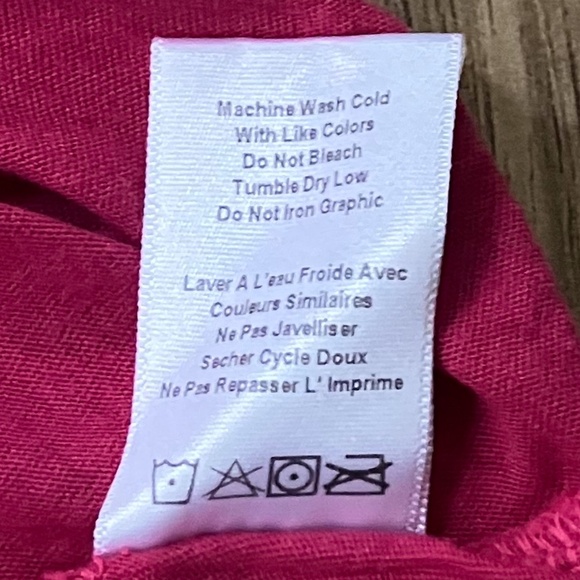 Machine Wash Cold
With Like Colors
Do Not Bleach
Tumble Dry Low
Do Not Iron Graphic
Laver A L'eau Froide Avec
Couleurs Similaires
Ne Pas Javelliser
Secher Cycle Doux
Ne Pas Repasser L' Imprime